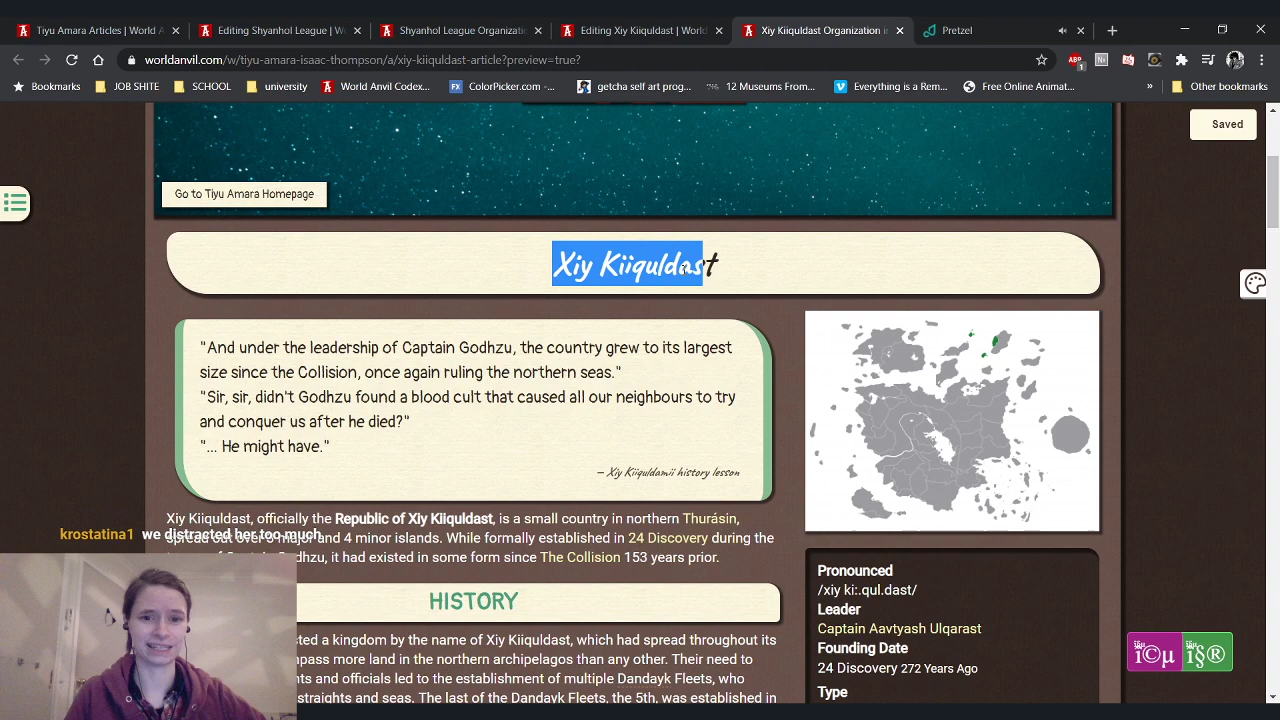 Tiyu Amara Articles | World A
Editing Shyanhol League | W
Shyanhol League Organizatio
Editing Xiy Kiiquldast | World
Xiy Kiiquldast Organization i
Pretzel
worldanvil.com/w/tiyu-amara-isaac-thompson/a/xiy-kiiquldast-article?preview=true?
ABP
1
Bookmarks
JOB SHITE
SCHOOL
university
World Anvil Codex...
FX
ColorPicker.com -...
getcha self art prog...
12 Museums From...
Everything is a Rem...
Free Online Animat...
»
Other bookmarks
Saved
Go to Tiyu Amara Homepage
Xiy Kiiquldast
"And under the leadership of Captain Godhzu, the country grew to its largest
size since the Collision, once again ruling the northern seas."
"Sir, sir, didn't Godhzu found a blood cult that caused all our neighbours to try
and conquer us after he died?"
"... He might have."
– Xiy Kiiquldamii history lesson
Xiy Kiiquldast, officially the Republic of Xiy Kiiquldast, is a small country in northern Thurásin,
krostatina1 we distracted her too much
and 4 minor islands. While formally established in 24 Discovery during the
dhzu, it had existed in some form since The Collision 153 years prior.
HISTORY
sted a kingdom by the name of Xiy Kiiquldast, which had spread throughout its
pass more land in the northern archipelagos than any other. Their need to
nts and officials led to the establishment of multiple Dandayk Fleets, who
straights and seas. The last of the Dandayk Fleets, the 5th, was established in
Pronounced
/xiy ki:.qul.dast/
Leader
Captain Aavtyash Ulqarast
Founding Date
24 Discovery 272 Years Ago
Type